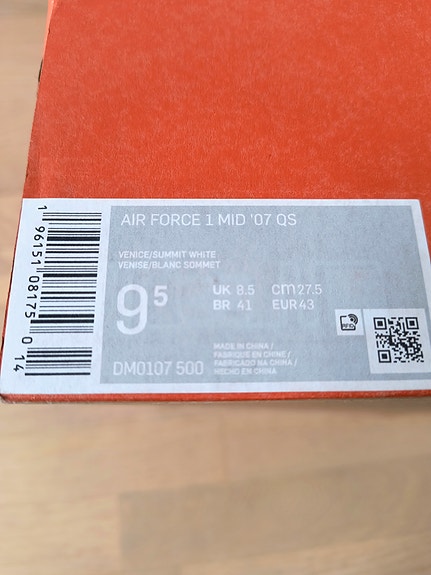 AIR FORCE 1 MID '07 QS
VENICE/SUMMIT WHITE
VENISE/BLANC SOMMET
9⁵ UK 8.5 CM 27.5
BR 41 EUR 43
RFID
DM0107 500
MADE IN CHINA /
FABRIQUÉ EN CHINE /
FABRICADO NA CHINA /
HECHO EN CHINA
1 96151 08175 0 14